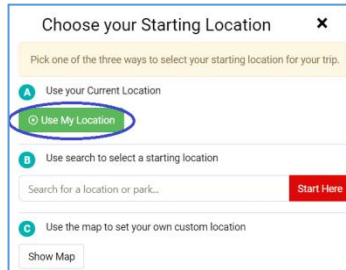 Choose your Starting Location ×
Pick one of the three ways to select your starting location for your trip.
A Use your Current Location
Use My Location
B Use search to select a starting location
Search for a location or park... Start Here
C Use the map to set your own custom location
Show Map